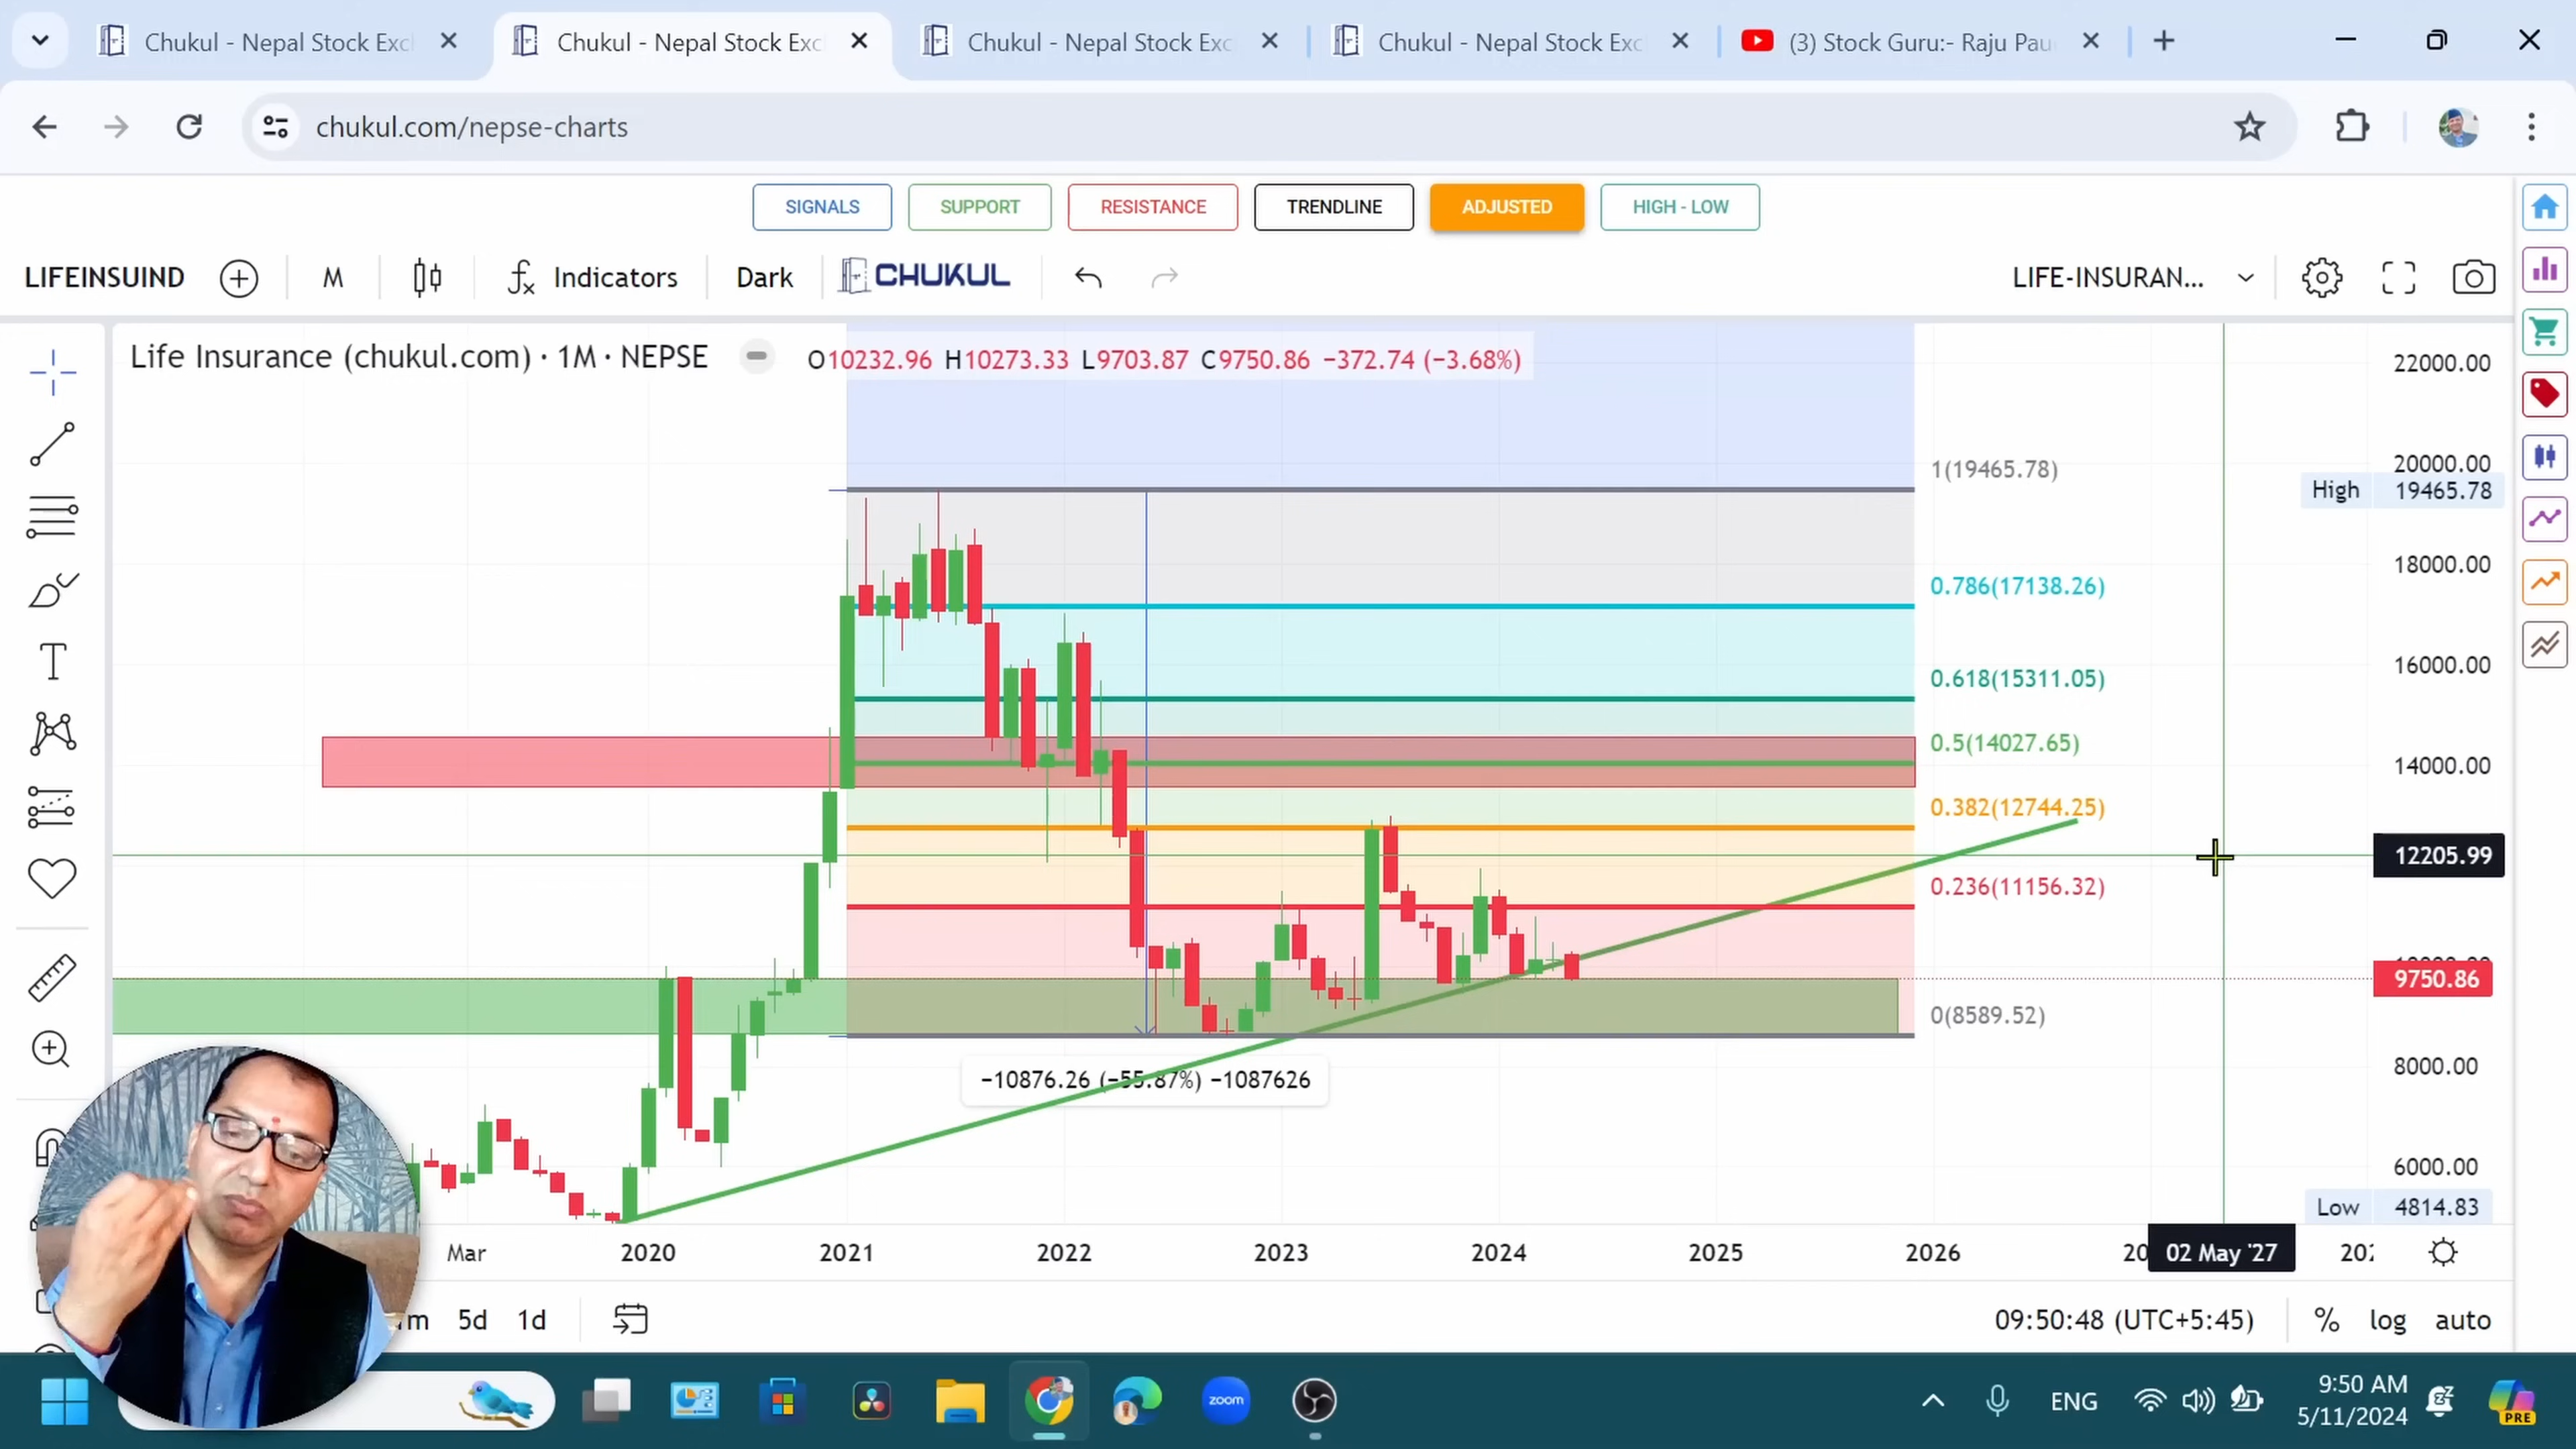 Chukul - Nepal Stock Exc
Chukul - Nepal Stock Exc
Chukul - Nepal Stock Exc
Chukul - Nepal Stock Exc
(3) Stock Guru:- Raju Pau
chukul.com/nepse-charts
SIGNALS
SUPPORT
RESISTANCE
TRENDLINE
ADJUSTED
HIGH - LOW
LIFEINSUIND
M
Indicators
Dark
CHUKUL
LIFE-INSURAN...
Life Insurance (chukul.com) · 1M · NEPSE
O10232.96 H10273.33 L9703.87 C9750.86 −372.74 (−3.68%)
22000.00
1(19465.78)
20000.00
High 19465.78
0.786(17138.26)
18000.00
0.618(15311.05)
16000.00
0.5(14027.65)
14000.00
0.382(12744.25)
12205.99
0.236(11156.32)
9750.86
0(8589.52)
−10876.26 (−55.87%) −1087626
8000.00
6000.00
Low 4814.83
Mar 2020 2021 2022 2023 2024 2025 2026 02 May '27
5d 1d
09:50:48 (UTC+5:45) % log auto
zoom
ENG
9:50 AM
5/11/2024
PRE